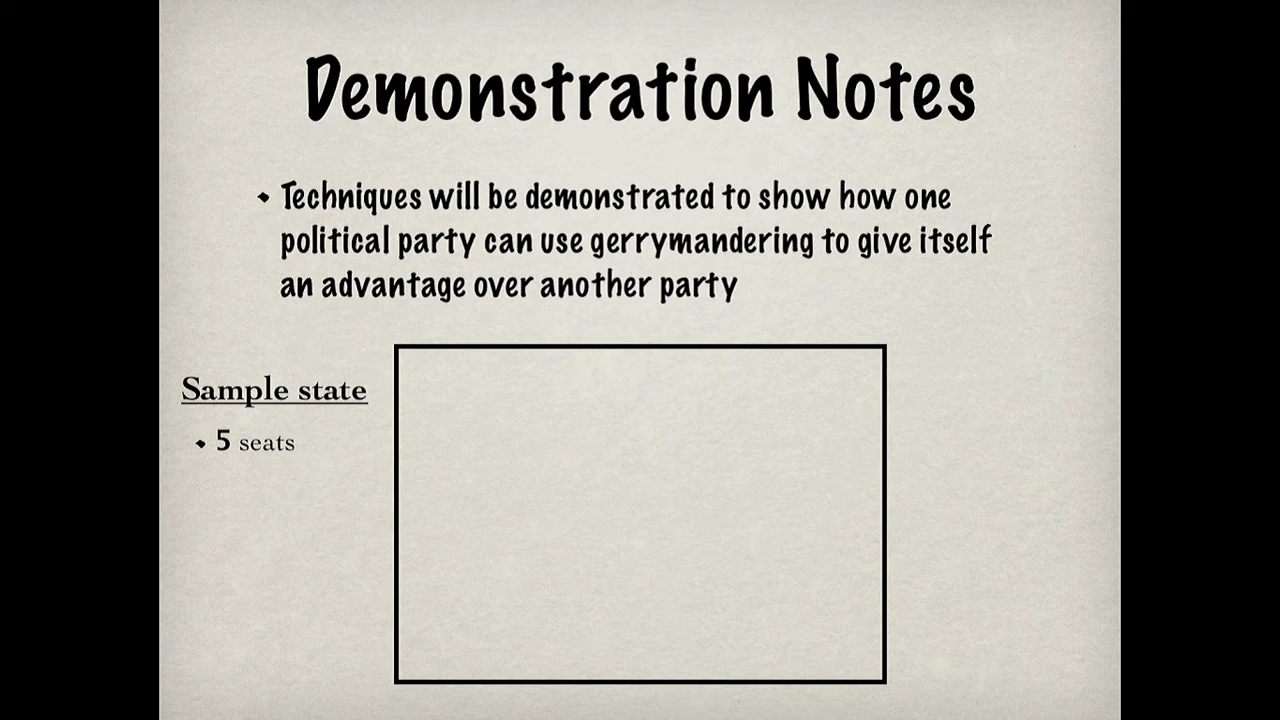 Demonstration Notes
Techniques will be demonstrated to show how one
political party can use gerrymandering to give itself
an advantage over another party
Sample state
5 seats